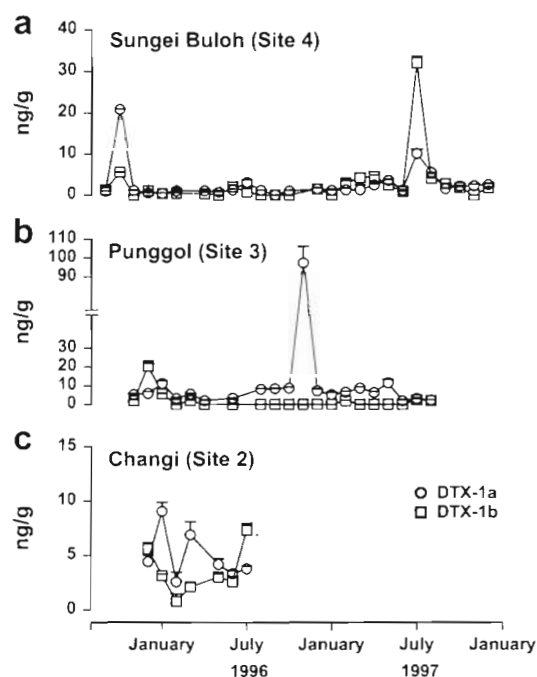 a
Sungei Buloh (Site 4)
40
30
20
10
0
ng/g
b
Punggol (Site 3)
110
100
90
30
20
10
0
ng/g
c
Changi (Site 2)
15
10
5
0
ng/g
DTX-1a
DTX-1b
January July January July January
1996 1997